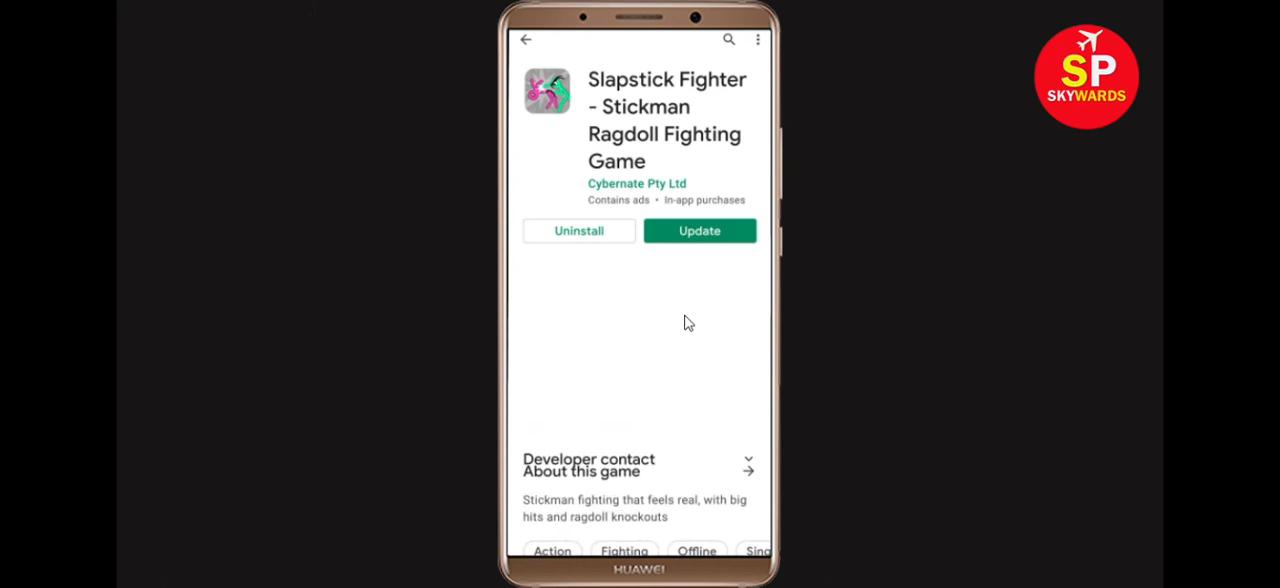 SP
SKYWARDS
Slapstick Fighter
- Stickman
Ragdoll Fighting
Game
Cybernate Pty Ltd
Contains ads • In-app purchases
Uninstall
Update
Developer contact
About this game
Stickman fighting that feels real, with big
hits and ragdoll knockouts
Action
Fighting
Offline
Sing
HUAWEI